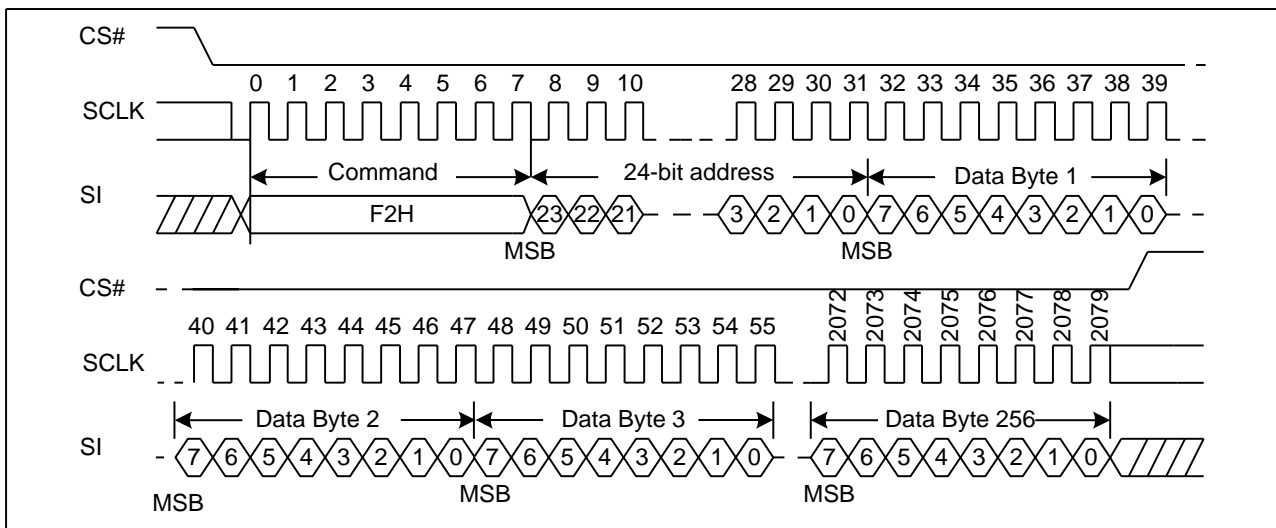 CS#
0 1 2 3 4 5 6 7 8 9 10 28 29 30 31 32 33 34 35 36 37 38 39
SCLK
Command 24-bit address Data Byte 1
SI
F2H 23 22 21 3 2 1 0 7 6 5 4 3 2 1 0
MSB MSB
CS#
40 41 42 43 44 45 46 47 48 49 50 51 52 53 54 55 2072 2073 2074 2075 2076 2077 2078 2079
SCLK
Data Byte 2 Data Byte 3 Data Byte 256
SI
7 6 5 4 3 2 1 0 7 6 5 4 3 2 1 0 7 6 5 4 3 2 1 0
MSB MSB MSB